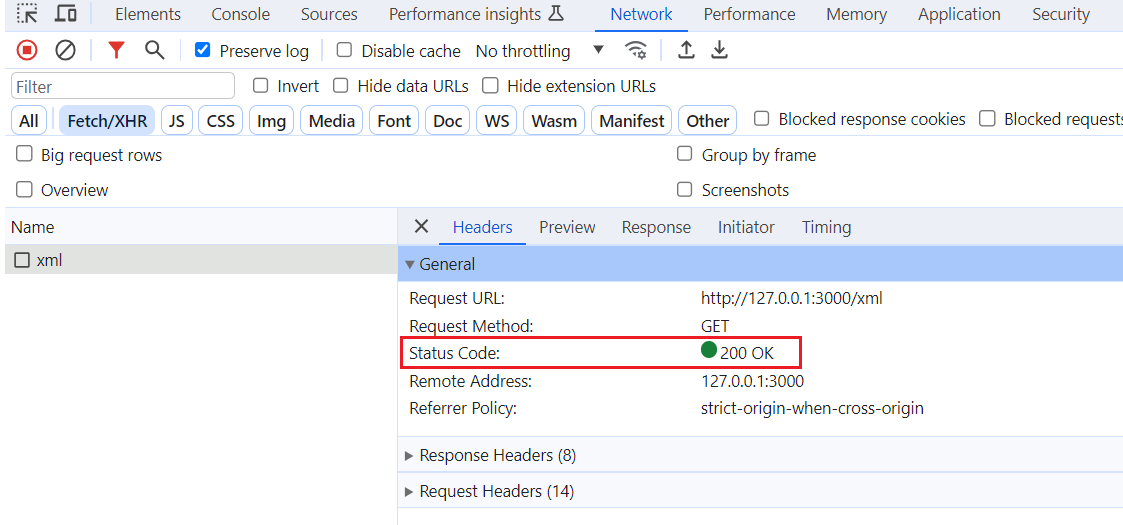 Elements Console Sources Performance insights Network Performance Memory Application Security
Preserve log Disable cache No throttling
Filter Invert Hide data URLs Hide extension URLs
All Fetch/XHR JS CSS Img Media Font Doc WS Wasm Manifest Other Blocked response cookies Blocked requests
Big request rows Group by frame
Overview Screenshots
Name Headers Preview Response Initiator Timing
xml General
Request URL: http://127.0.0.1:3000/xml
Request Method: GET
Status Code: 200 OK
Remote Address: 127.0.0.1:3000
Referrer Policy: strict-origin-when-cross-origin
Response Headers (8)
Request Headers (14)